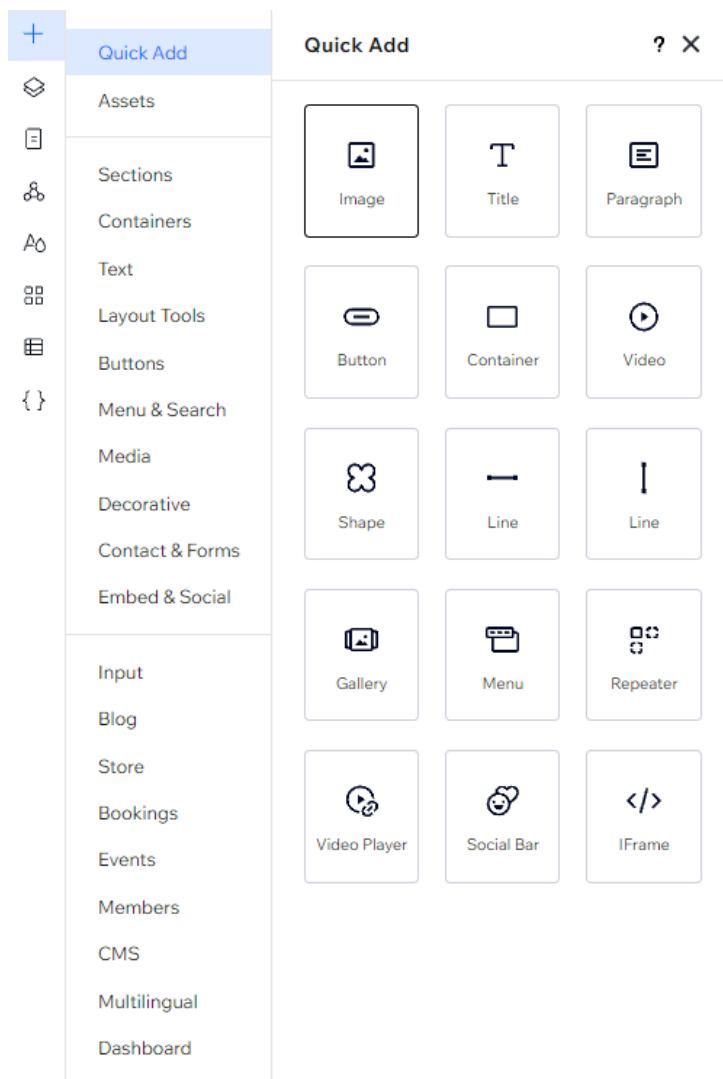 Quick Add
Assets
Sections
Containers
Text
Layout Tools
Buttons
Menu & Search
Media
Decorative
Contact & Forms
Embed & Social
Input
Blog
Store
Bookings
Events
Members
CMS
Multilingual
Dashboard
Quick Add ?
Image Title Paragraph
Button Container Video
Shape Line Line
Gallery Menu Repeater
Video Player Social Bar IFrame